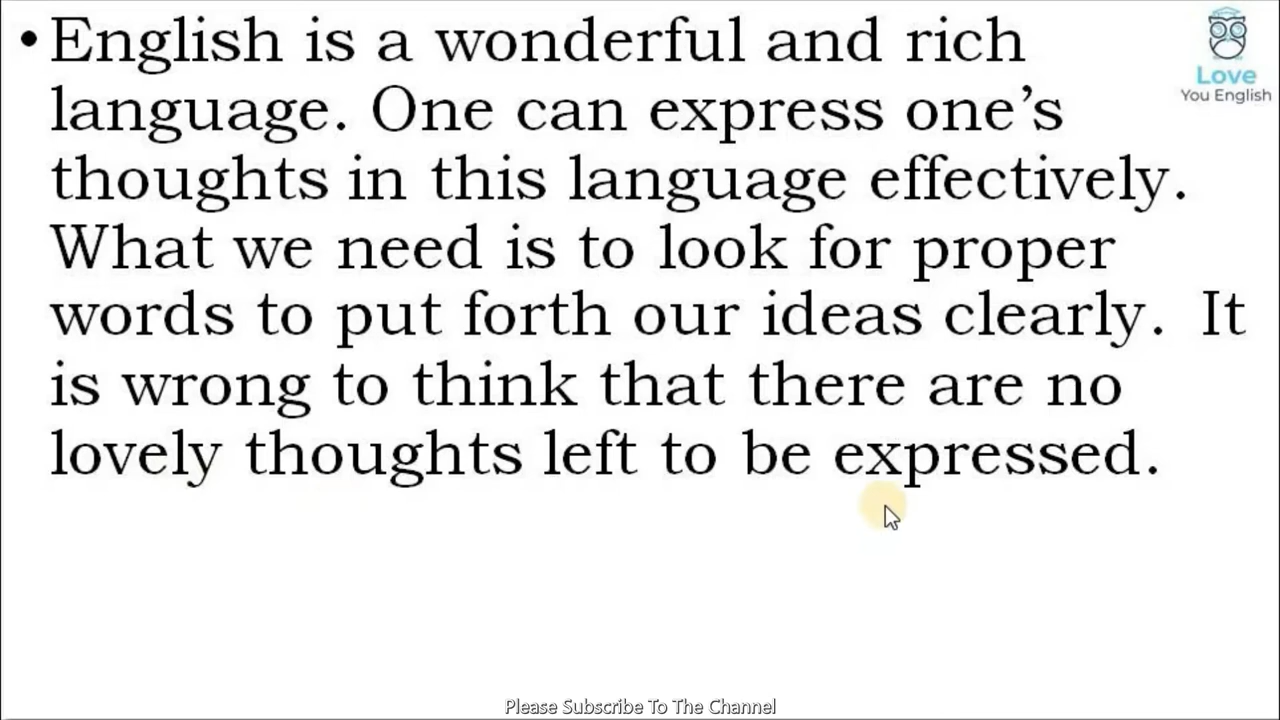 • English is a wonderful and rich
language. One can express one’s
thoughts in this language effectively.
What we need is to look for proper
words to put forth our ideas clearly.  It
is wrong to think that there are no
lovely thoughts left to be expressed.
Love
You English
Please Subscribe To The Channel